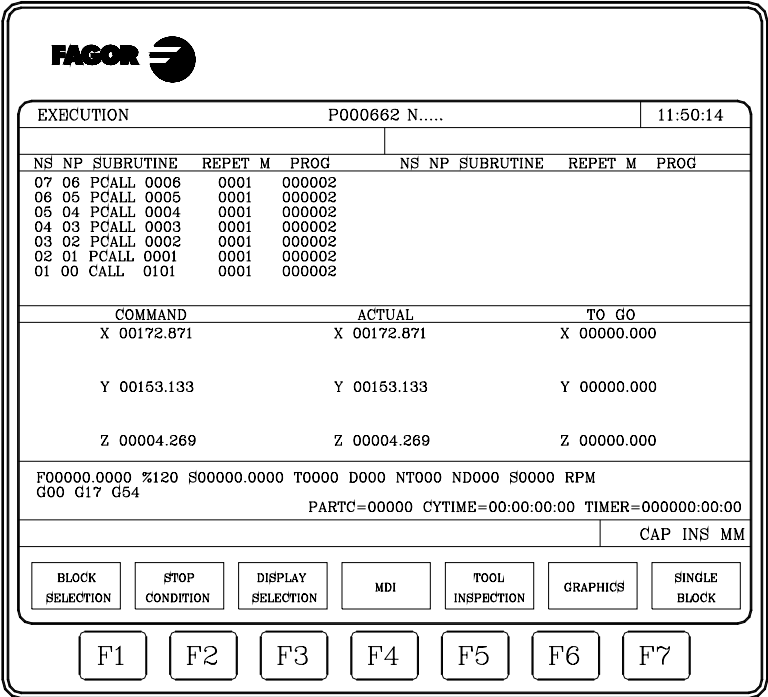 FAGOR
EXECUTION P000662 N..... 11:50:14
NS NP SUBRUTINE REPET M PROG NS NP SUBRUTINE REPET M PROG
07 06 PCALL 0006 0001 000002
06 05 PCALL 0005 0001 000002
05 04 PCALL 0004 0001 000002
04 03 PCALL 0003 0001 000002
03 02 PCALL 0002 0001 000002
02 01 PCALL 0001 0001 000002
01 00 CALL 0101 0001 000002
COMMAND ACTUAL TO GO
X 00172.871 X 00172.871 X 00000.000
Y 00153.133 Y 00153.133 Y 00000.000
Z 00004.269 Z 00004.269 Z 00000.000
F00000.0000 %120 S00000.0000 T0000 D000 NT000 ND000 S0000 RPM
G00 G17 G54
PARTC=00000 CYTIME=00:00:00:00 TIMER=000000:00:00
CAP INS MM
BLOCK SELECTION
STOP CONDITION
DISPLAY SELECTION
MDI
TOOL INSPECTION
GRAPHICS
SINGLE BLOCK
F1 F2 F3 F4 F5 F6 F7